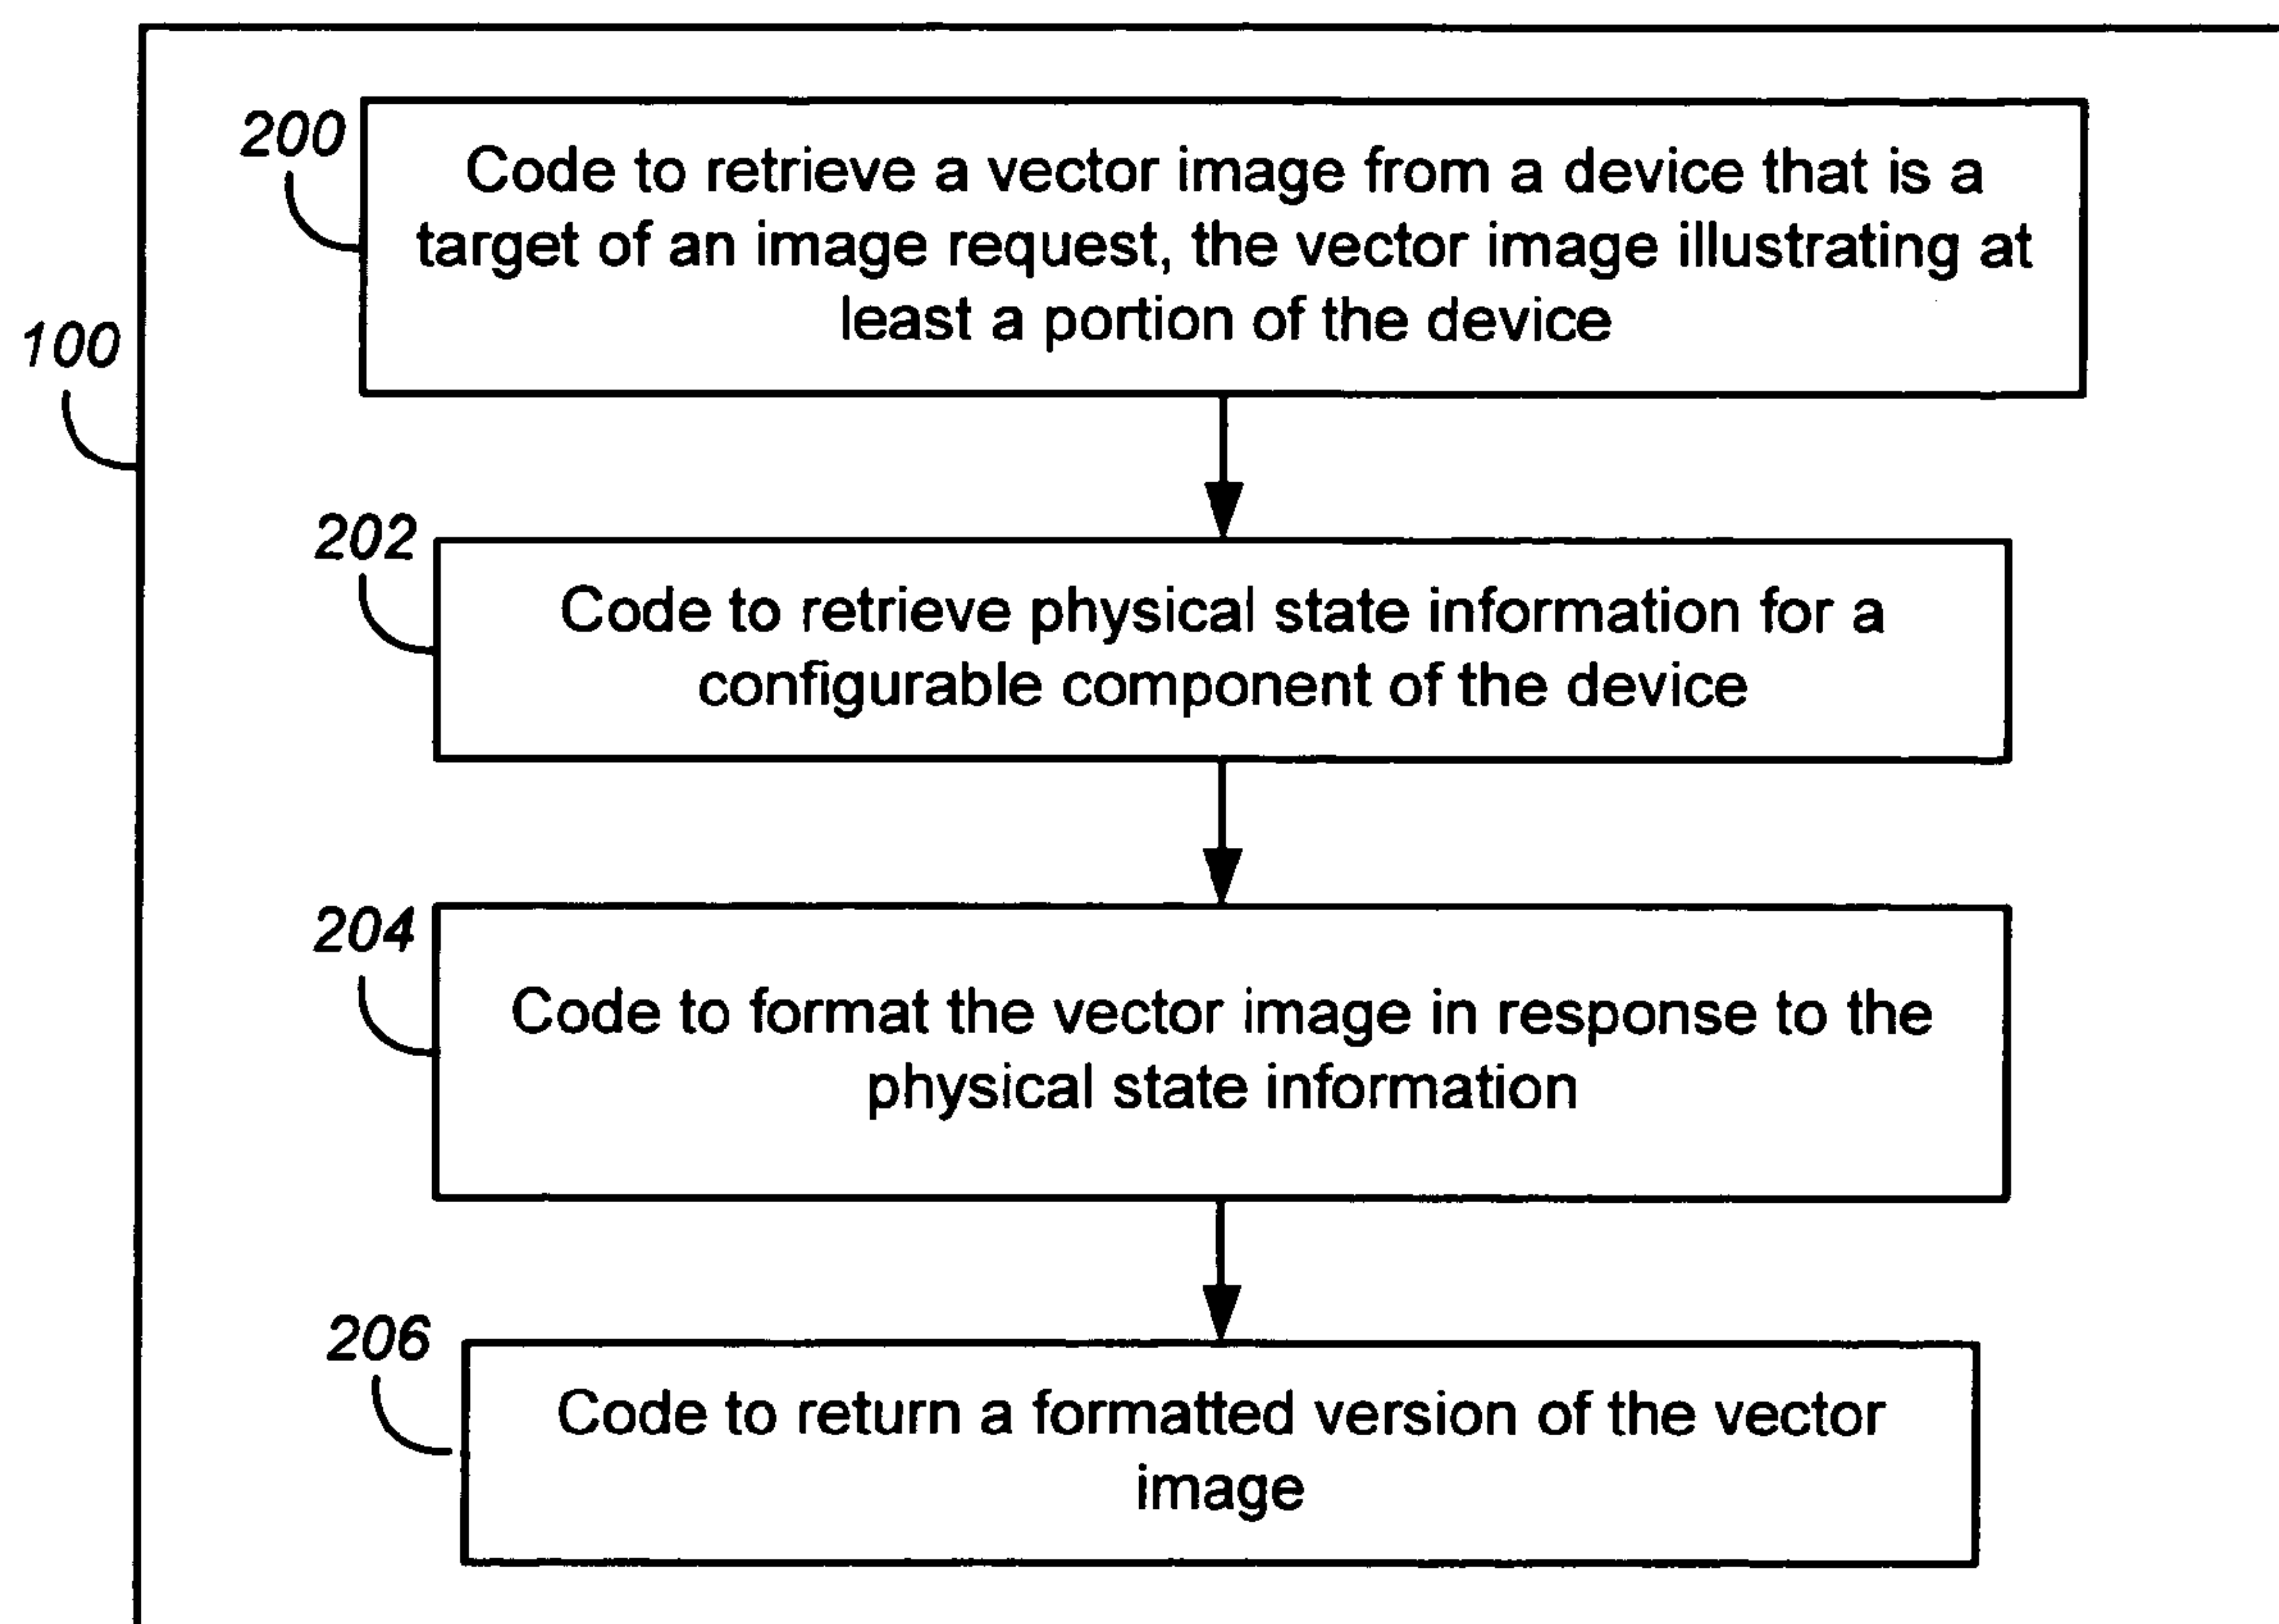 200
Code to retrieve a vector image from a device that is a
target of an image request, the vector image illustrating at
least a portion of the device
100
202
Code to retrieve physical state information for a
configurable component of the device
204
Code to format the vector image in response to the
physical state information
206
Code to return a formatted version of the vector
image